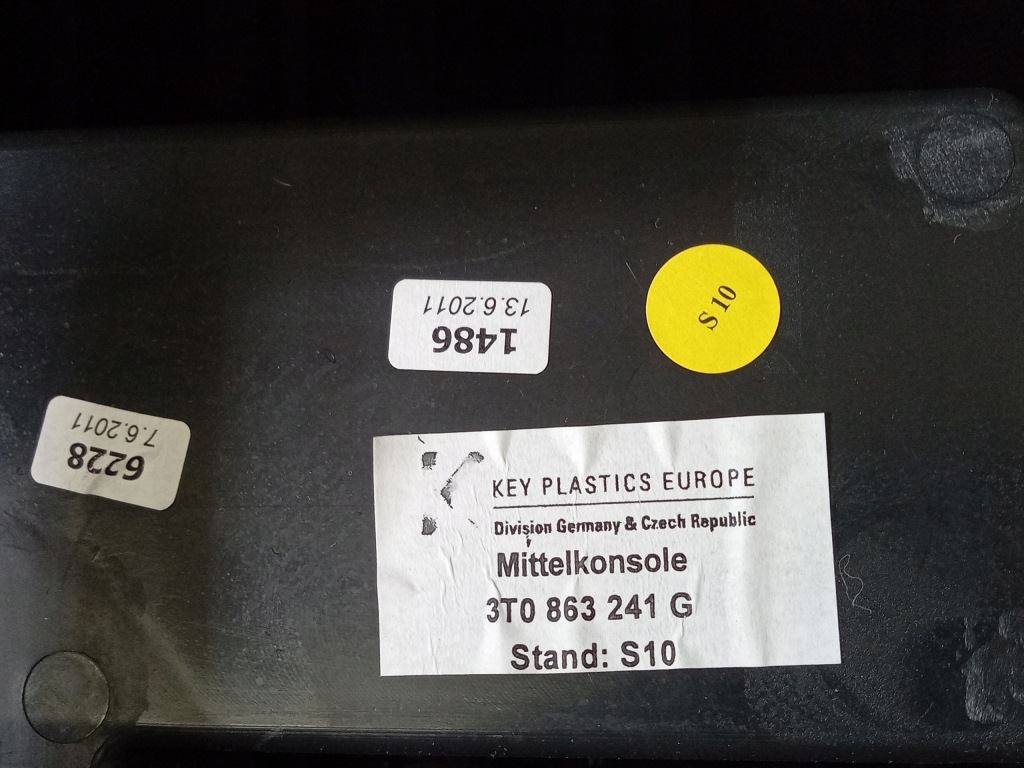 1486
13.6.2011
S 10
6228
7.6.2011
KEY PLASTICS EUROPE
Division Germany & Czech Republic
Mittelkonsole
3T0 863 241 G
Stand: S10